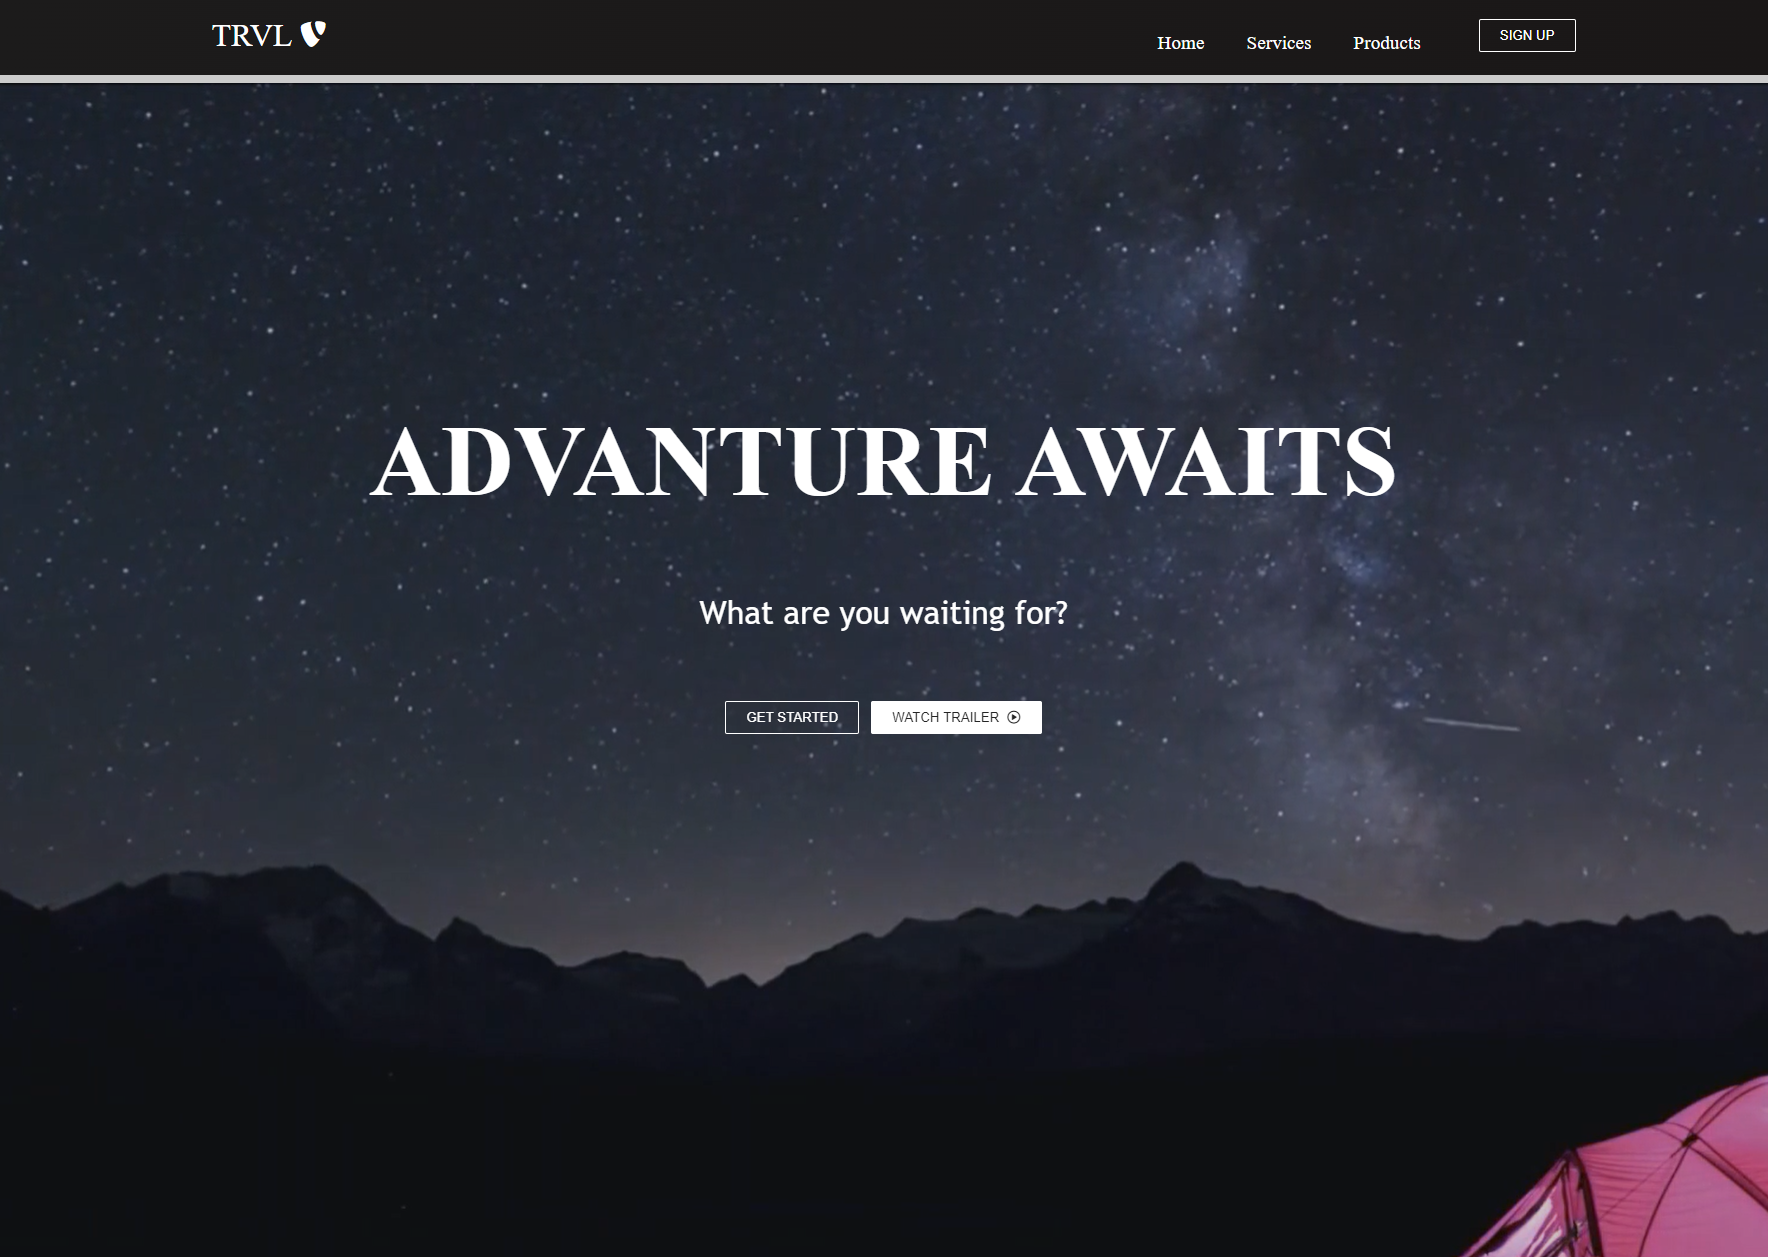 TRVL
Home Services Products SIGN UP
ADVANTURE AWAITS
What are you waiting for?
GET STARTED WATCH TRAILER